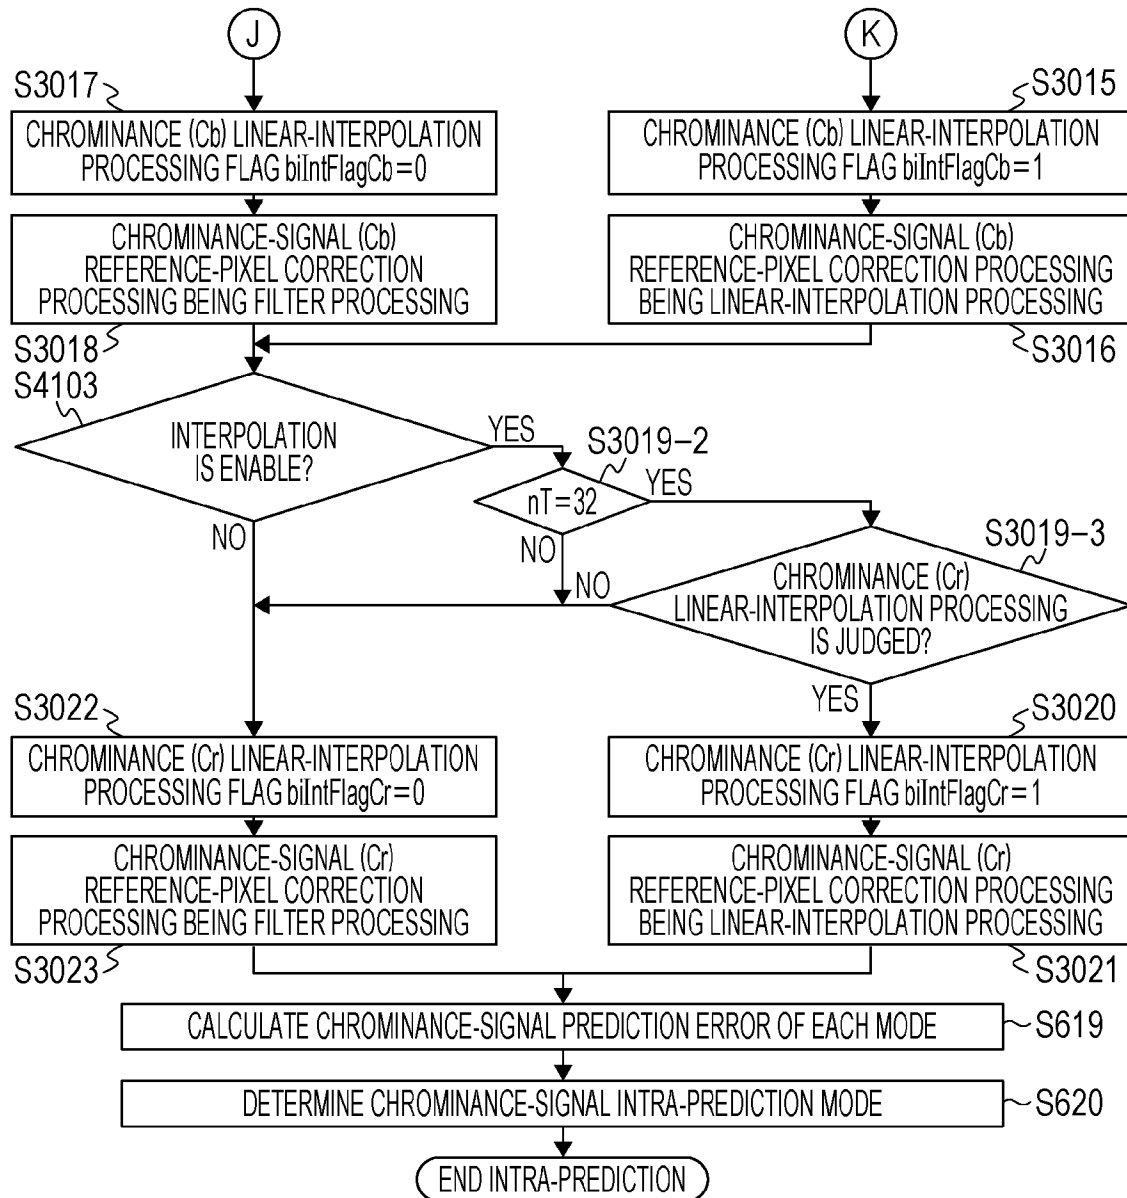 J
K
S3017
S3015
CHROMINANCE (Cb) LINEAR-INTERPOLATION
PROCESSING FLAG biIntFlagCb=0
CHROMINANCE (Cb) LINEAR-INTERPOLATION
PROCESSING FLAG biIntFlagCb=1
CHROMINANCE-SIGNAL (Cb)
REFERENCE-PIXEL CORRECTION
PROCESSING BEING FILTER PROCESSING
CHROMINANCE-SIGNAL (Cb)
REFERENCE-PIXEL CORRECTION PROCESSING
BEING LINEAR-INTERPOLATION PROCESSING
S3018
S3016
S4103
INTERPOLATION
IS ENABLE?
YES
NO
S3019-2
nT=32
YES
NO
S3019-3
CHROMINANCE (Cr)
LINEAR-INTERPOLATION PROCESSING
IS JUDGED?
NO
YES
S3022
S3020
CHROMINANCE (Cr) LINEAR-INTERPOLATION
PROCESSING FLAG biIntFlagCr=0
CHROMINANCE (Cr) LINEAR-INTERPOLATION
PROCESSING FLAG biIntFlagCr=1
CHROMINANCE-SIGNAL (Cr)
REFERENCE-PIXEL CORRECTION
PROCESSING BEING FILTER PROCESSING
CHROMINANCE-SIGNAL (Cr)
REFERENCE-PIXEL CORRECTION PROCESSING
BEING LINEAR-INTERPOLATION PROCESSING
S3023
S3021
CALCULATE CHROMINANCE-SIGNAL PREDICTION ERROR OF EACH MODE
S619
DETERMINE CHROMINANCE-SIGNAL INTRA-PREDICTION MODE
S620
END INTRA-PREDICTION